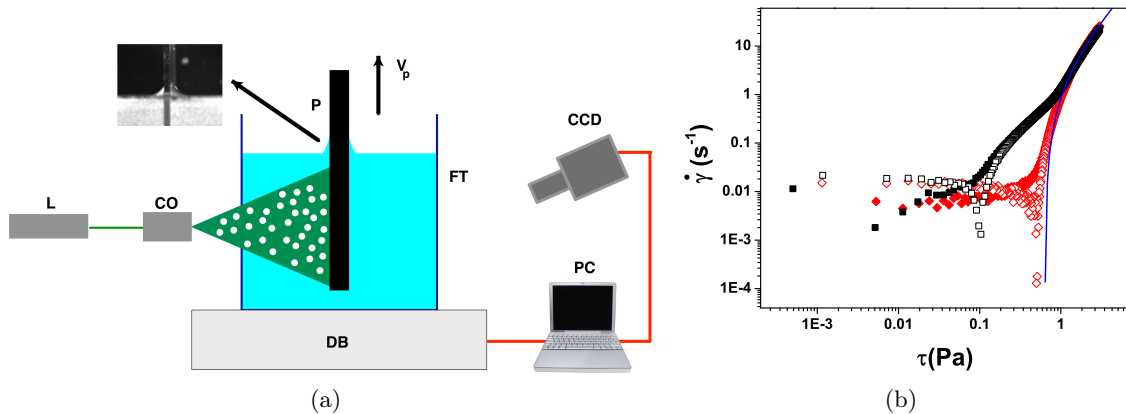 V_p
P
CCD
FT
L
CO
PC
DB
(a)
10
1
0.1
0.01
1E-3
1E-4
γ̇ (s⁻¹)
1E-3 0.01 0.1 1
τ(Pa)
(b)